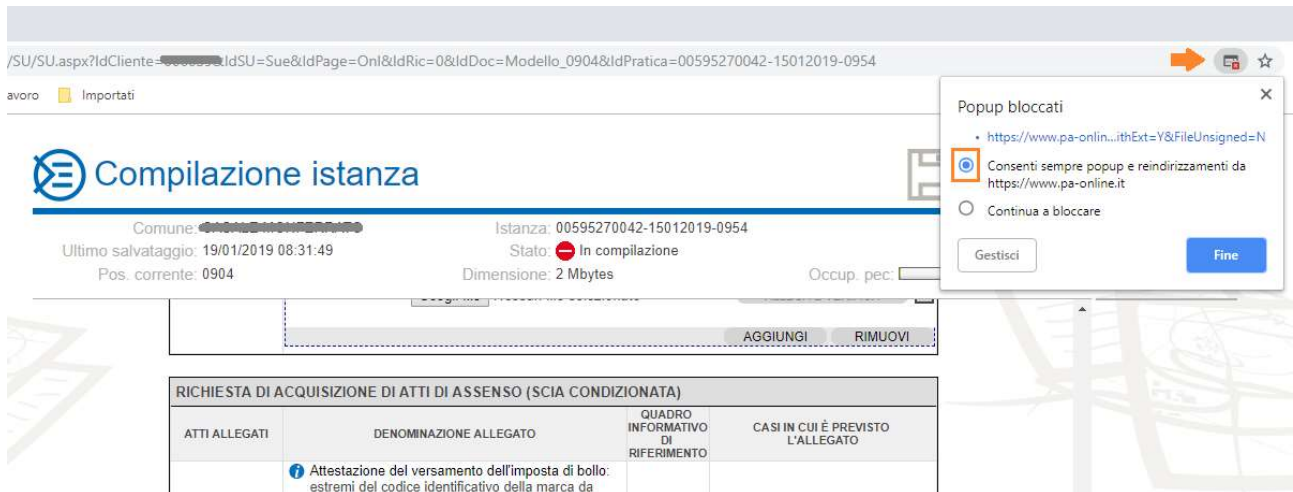 /SU/SU.aspx?IdCliente=
IdSU=Sue&IdPage=Onl&IdRic=0&IdDoc=Modello_0904&IdPratica=00595270042-15012019-0954
avoro Importati
Popup bloccati
https://www.pa-onlin...ithExt=Y&FileUnsigned=N
Consenti sempre popup e reindirizzamenti da
https://www.pa-online.it
Continua a bloccare
Gestisci Fine
Compilazione istanza
Comune:
Istanza: 00595270042-15012019-0954
Ultimo salvataggio: 19/01/2019 08:31:49
Stato: In compilazione
Pos. corrente: 0904
Dimensione: 2 Mbytes
Occup. pec:
AGGIUNGI RIMUOVI
RICHIESTA DI ACQUISIZIONE DI ATTI DI ASSENSO (SCIA CONDIZIONATA)
ATTI ALLEGATI
DENOMINAZIONE ALLEGATO
QUADRO
INFORMATIVO
DI
RIFERIMENTO
CASI IN CUI È PREVISTO
L'ALLEGATO
Attestazione del versamento dell'imposta di bollo:
estremi del codice identificativo della marca da